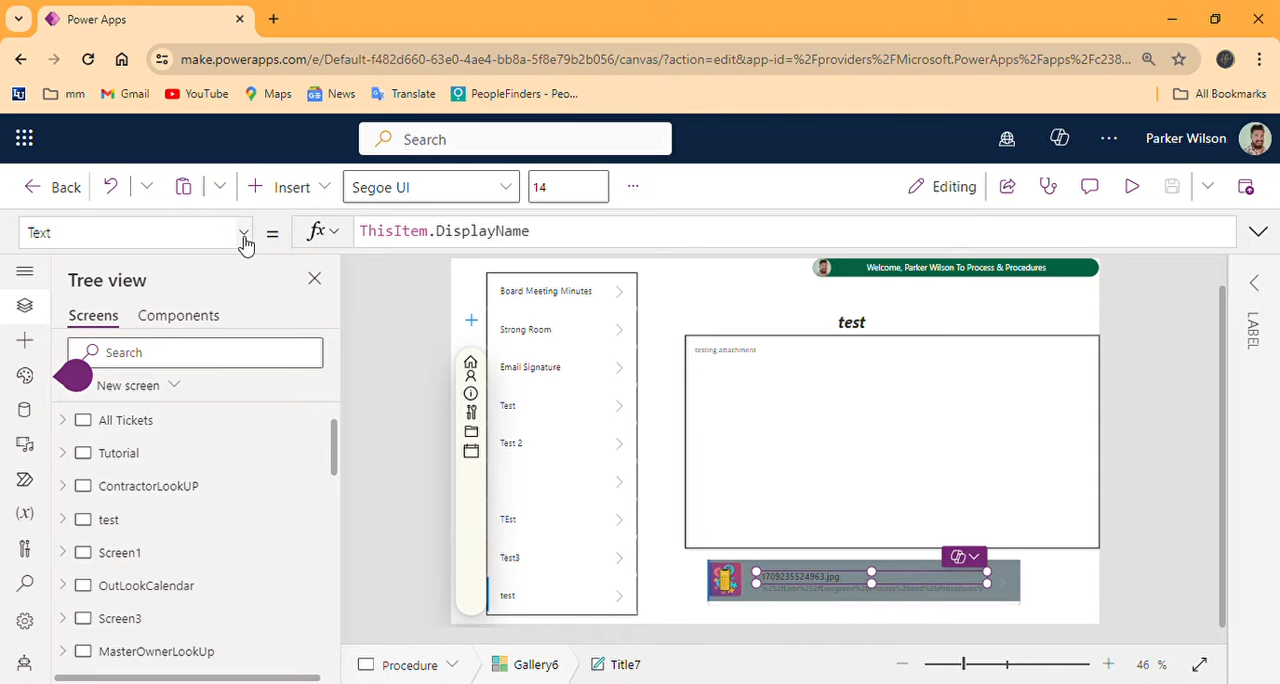 Power Apps
make.powerapps.com/e/Default-f482d660-63e0-4ae4-bb8a-5f8e79b2b056/canvas/?action=edit&app-id=%2Fproviders%2FMicrosoft.PowerApps%2Fapps%2Fc238...
mm
Gmail
YouTube
Maps
News
Translate
PeopleFinders - Peo...
All Bookmarks
Search
Parker Wilson
Back
Insert
Segoe UI
14
Editing
Text
=
fx
ThisItem.DisplayName
Tree view
Screens
Components
Search
New screen
All Tickets
Tutorial
ContractorLookUP
test
Screen1
OutLookCalendar
Screen3
MasterOwnerLookUp
Board Meeting Minutes
Strong Room
Email Signature
Test
Test 2
TEst
Test3
test
Welcome, Parker Wilson To Process & Procedures
test
testing attachment
1709235524963.jpg
LABEL
Procedure
Gallery6
Title7
46 %